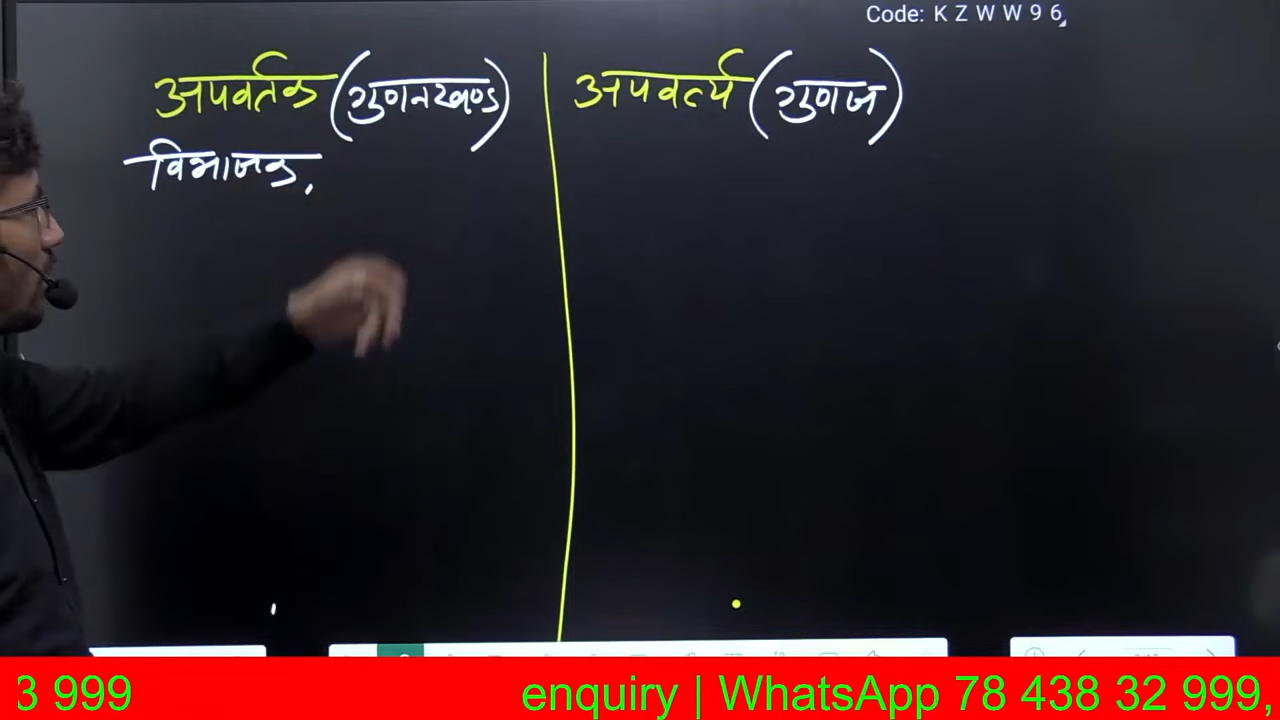 Code: K Z W W 9 6
अपवर्तक (गुणनखण्ड)
अपवर्त्य (गुणज)
विभाजक,
3 999 enquiry | WhatsApp 78 438 32 999,